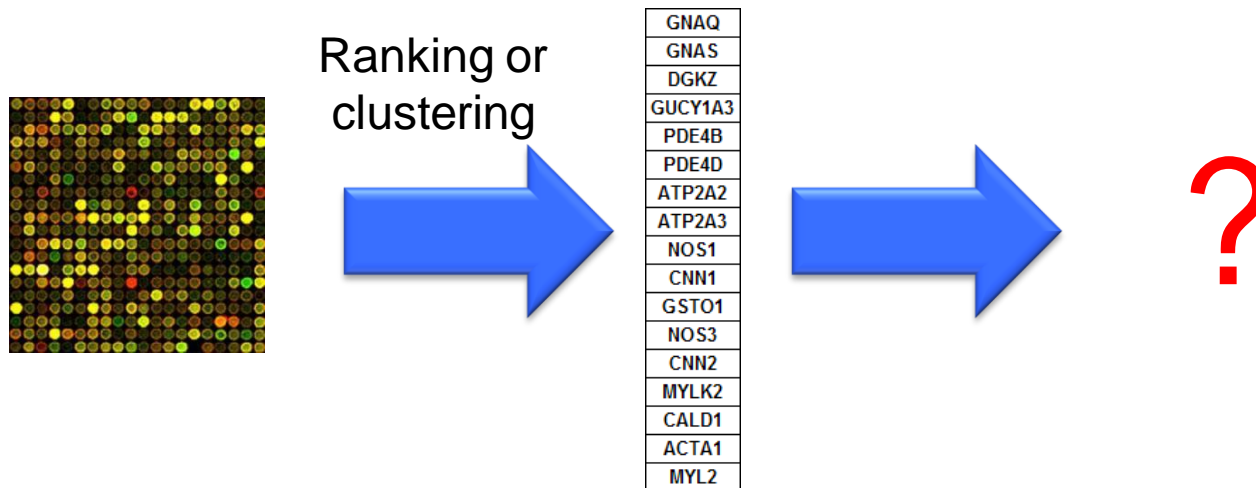 Ranking or
clustering
GNAQ
GNAS
DGKZ
GUCY1A3
PDE4B
PDE4D
ATP2A2
ATP2A3
NOS1
CNN1
GSTO1
NOS3
CNN2
MYLK2
CALD1
ACTA1
MYL2
?